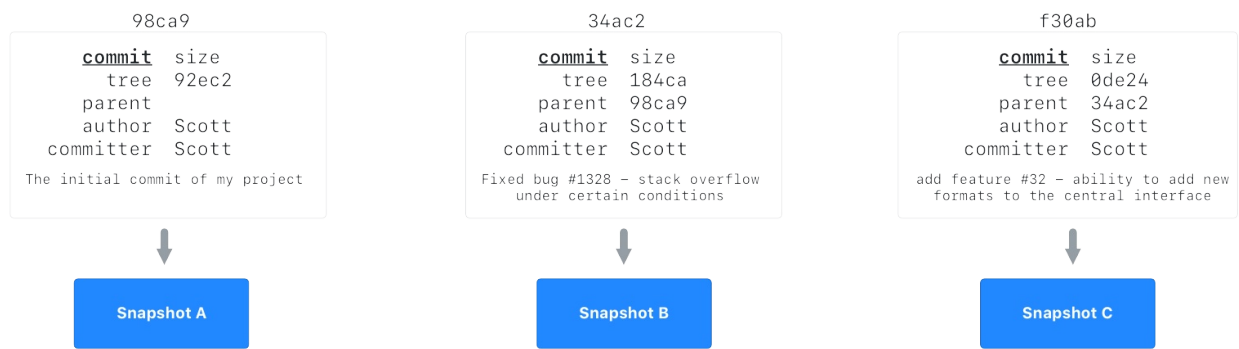 98ca9
commit size
tree 92ec2
parent
author Scott
committer Scott
The initial commit of my project
Snapshot A
34ac2
commit size
tree 184ca
parent 98ca9
author Scott
committer Scott
Fixed bug #1328 – stack overflow
under certain conditions
Snapshot B
f30ab
commit size
tree 0de24
parent 34ac2
author Scott
committer Scott
add feature #32 – ability to add new
formats to the central interface
Snapshot C